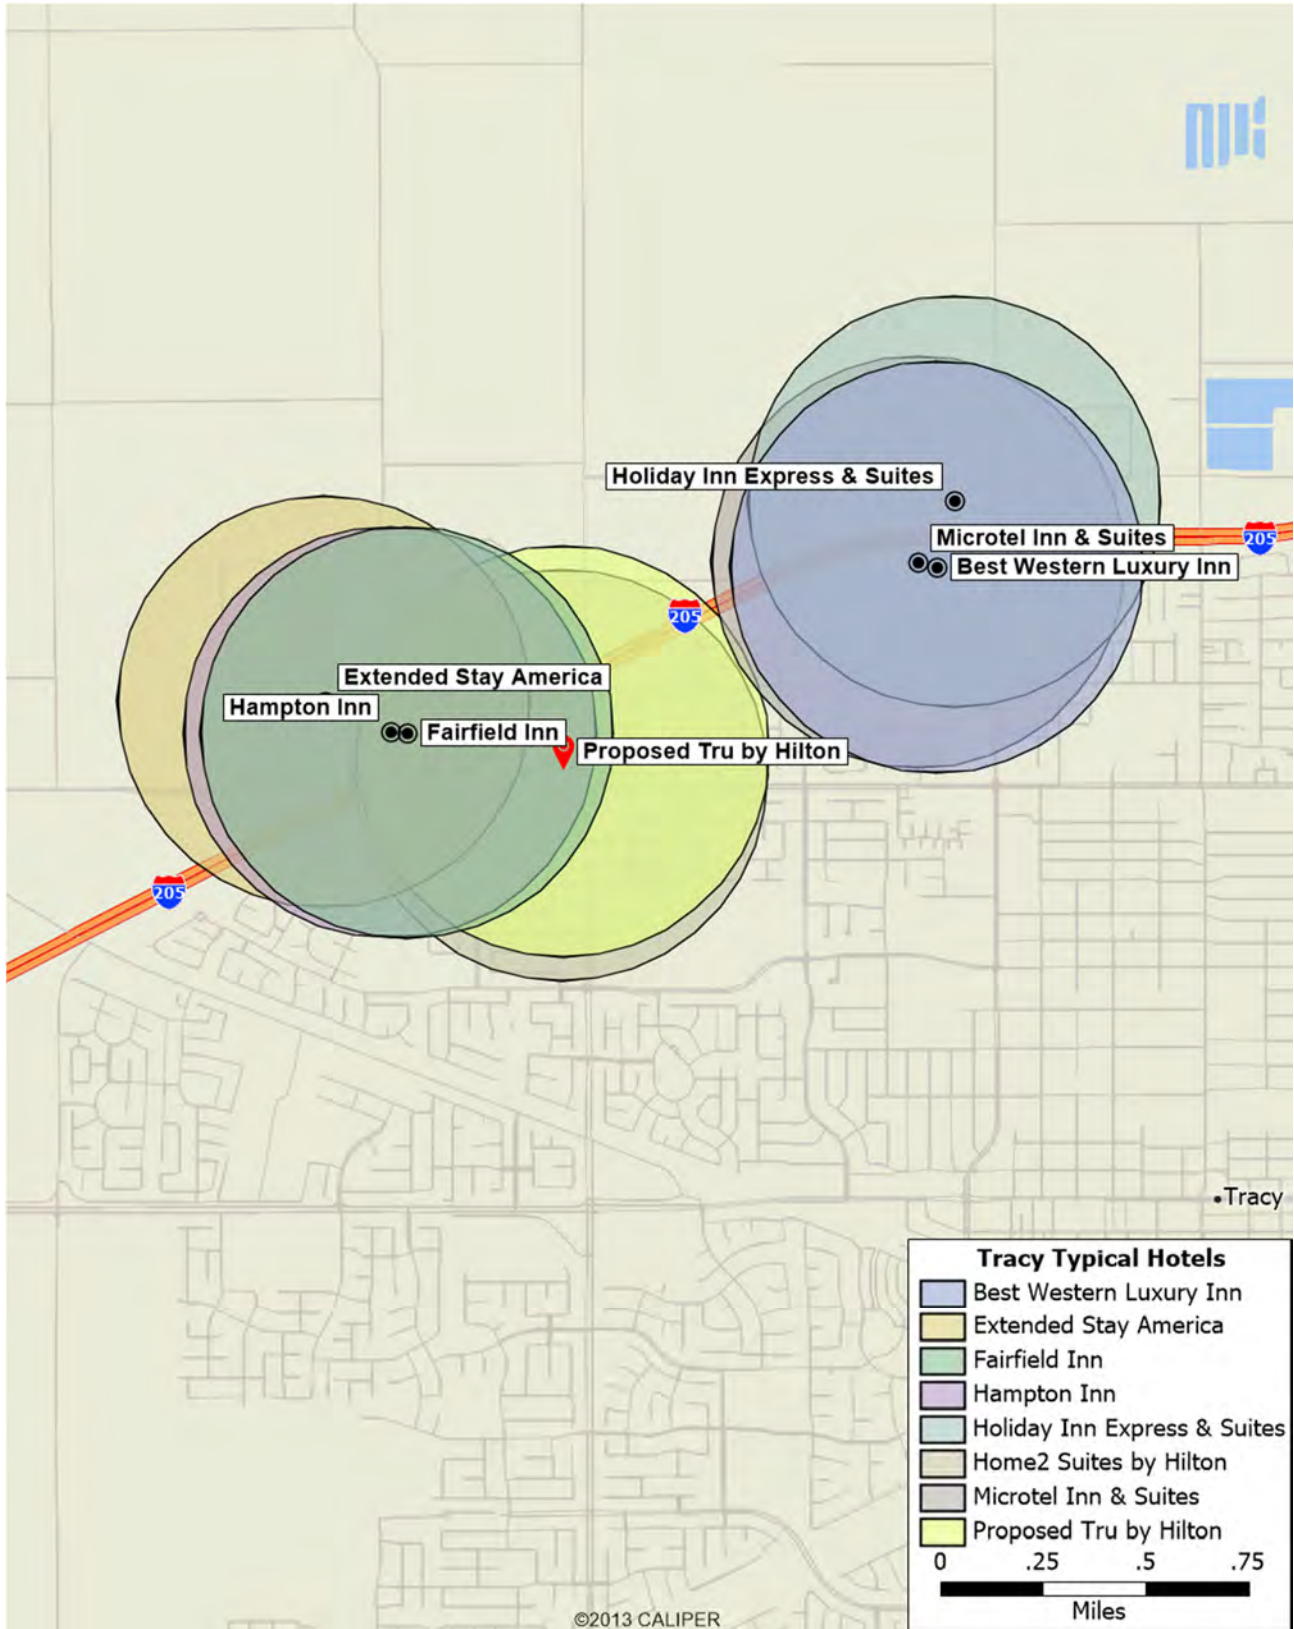 Holiday Inn Express & Suites
Microtel Inn & Suites
205
Best Western Luxury Inn
205
Extended Stay America
Hampton Inn
Fairfield Inn
Proposed Tru by Hilton
205
Tracy
Tracy Typical Hotels
Best Western Luxury Inn
Extended Stay America
Fairfield Inn
Hampton Inn
Holiday Inn Express & Suites
Home2 Suites by Hilton
Microtel Inn & Suites
Proposed Tru by Hilton
0 .25 .5 .75
Miles
©2013 CALIPER